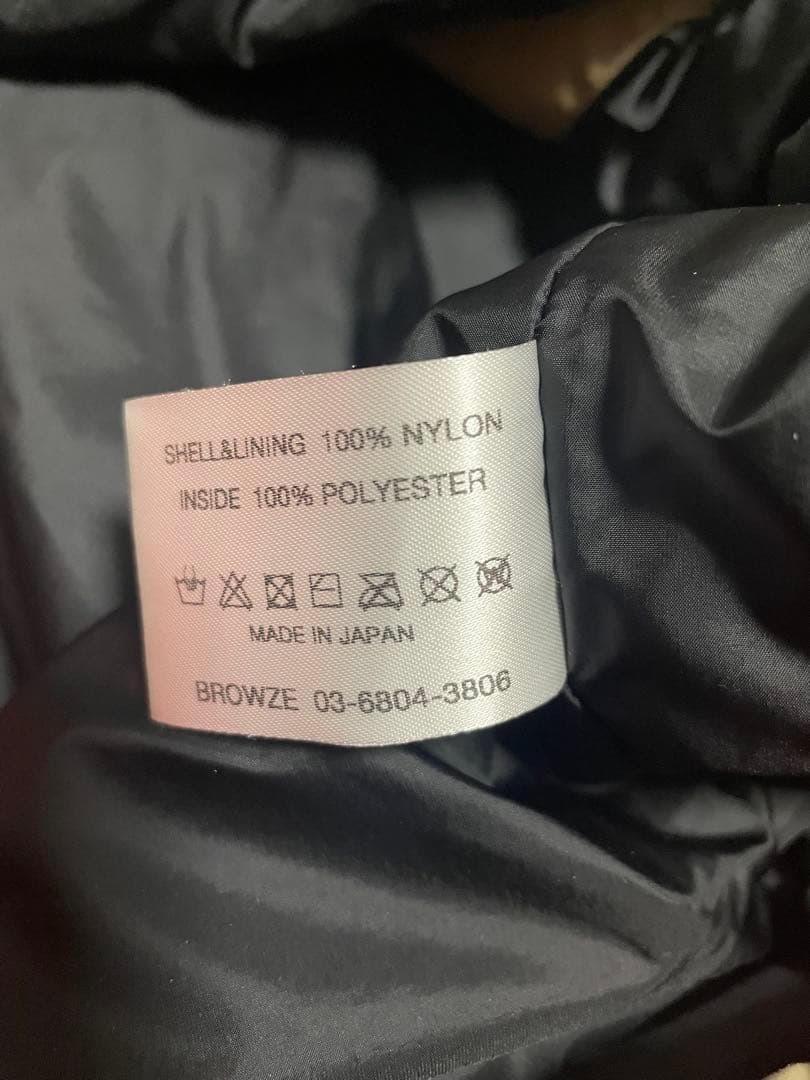 SHELL&LINING 100% NYLON
INSIDE 100% POLYESTER
MADE IN JAPAN
BROWZE 03-6804-3806